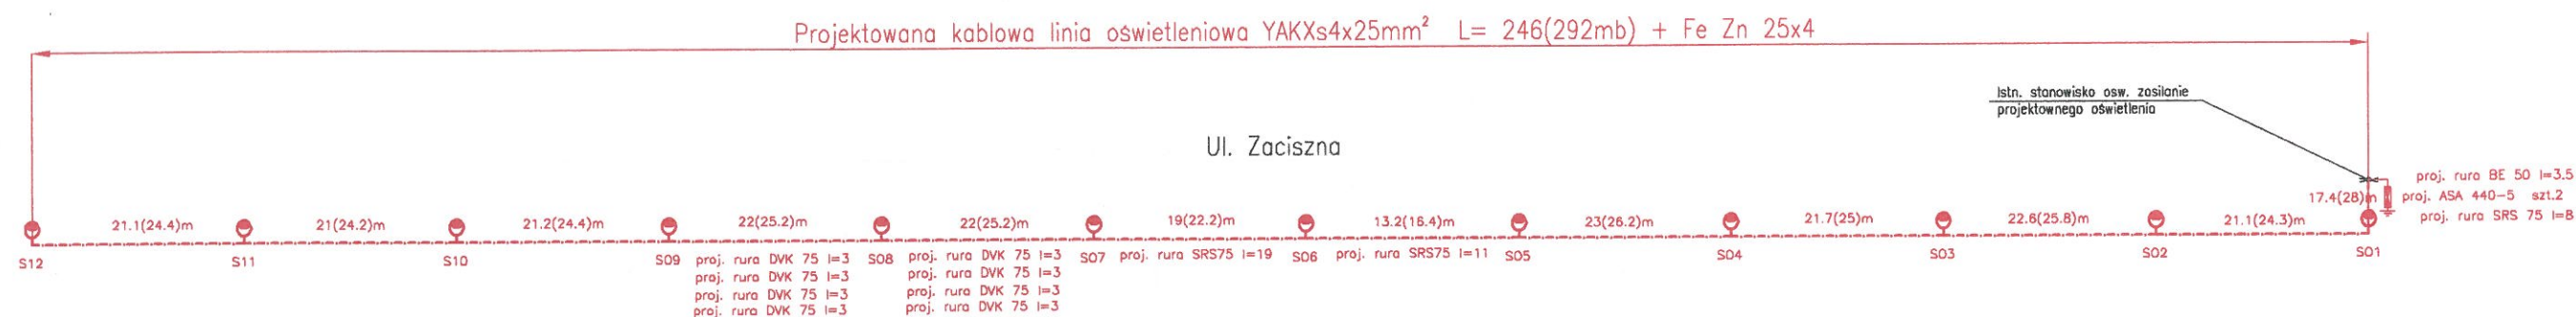 Projektowana kablowa linia oświetleniowa YAKXs4x25mm² L= 246(292mb) + Fe Zn 25x4
Istn. stanowisko osw. zasilanie
projektownego oświetlenia
Ul. Zaciszna
proj. rura BE 50 l=3.5
17.4(28)m proj. ASA 440-5 szt.2
proj. rura SRS 75 l=8
21.1(24.4)m 21(24.2)m 21.2(24.4)m 22(25.2)m 22(25.2)m 19(22.2)m 13.2(16.4)m 23(26.2)m 21.7(25)m 22.6(25.8)m 21.1(24.3)m
S12 S11 S10 S09 proj. rura DVK 75 l=3 S08 proj. rura DVK 75 l=3 S07 proj. rura SRS75 l=19 S06 proj. rura SRS75 l=11 S05 S04 S03 S02 S01
proj. rura DVK 75 l=3 proj. rura DVK 75 l=3
proj. rura DVK 75 l=3 proj. rura DVK 75 l=3
proj. rura DVK 75 l=3 proj. rura DVK 75 l=3